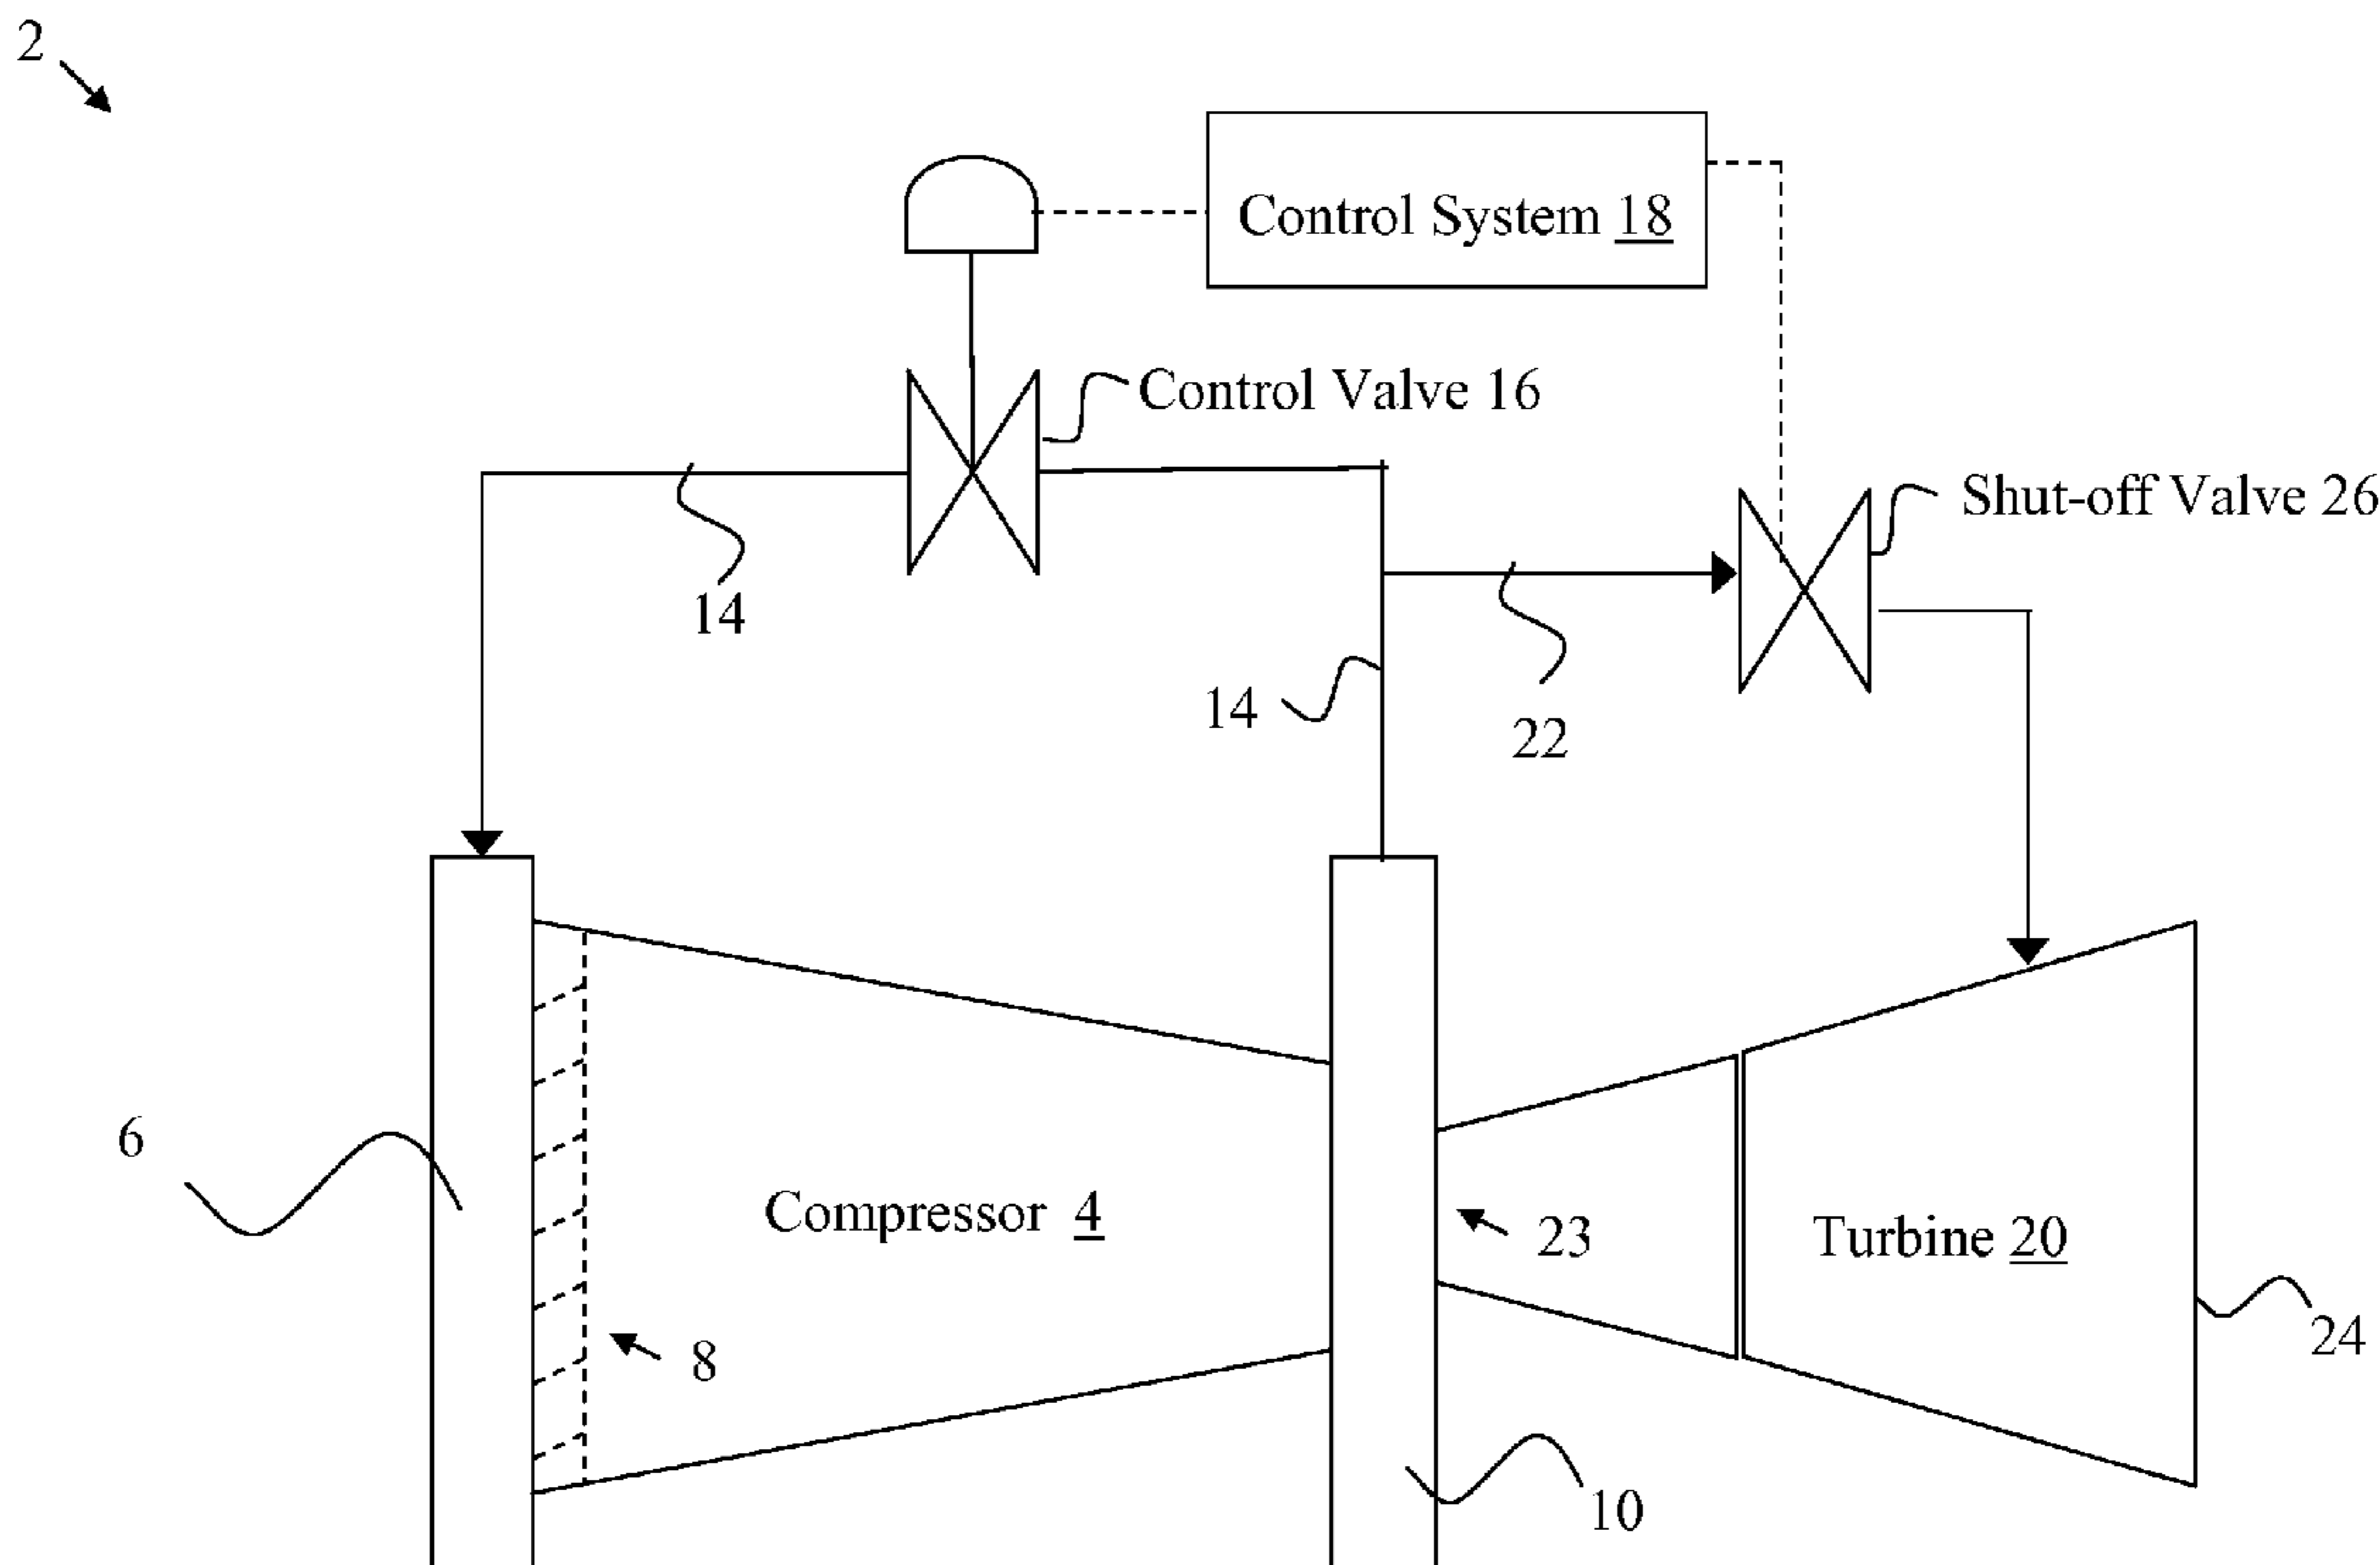 2
Control System 18
Control Valve 16
Shut-off Valve 26
14
14
22
6
Compressor 4
23
Turbine 20
8
24
10